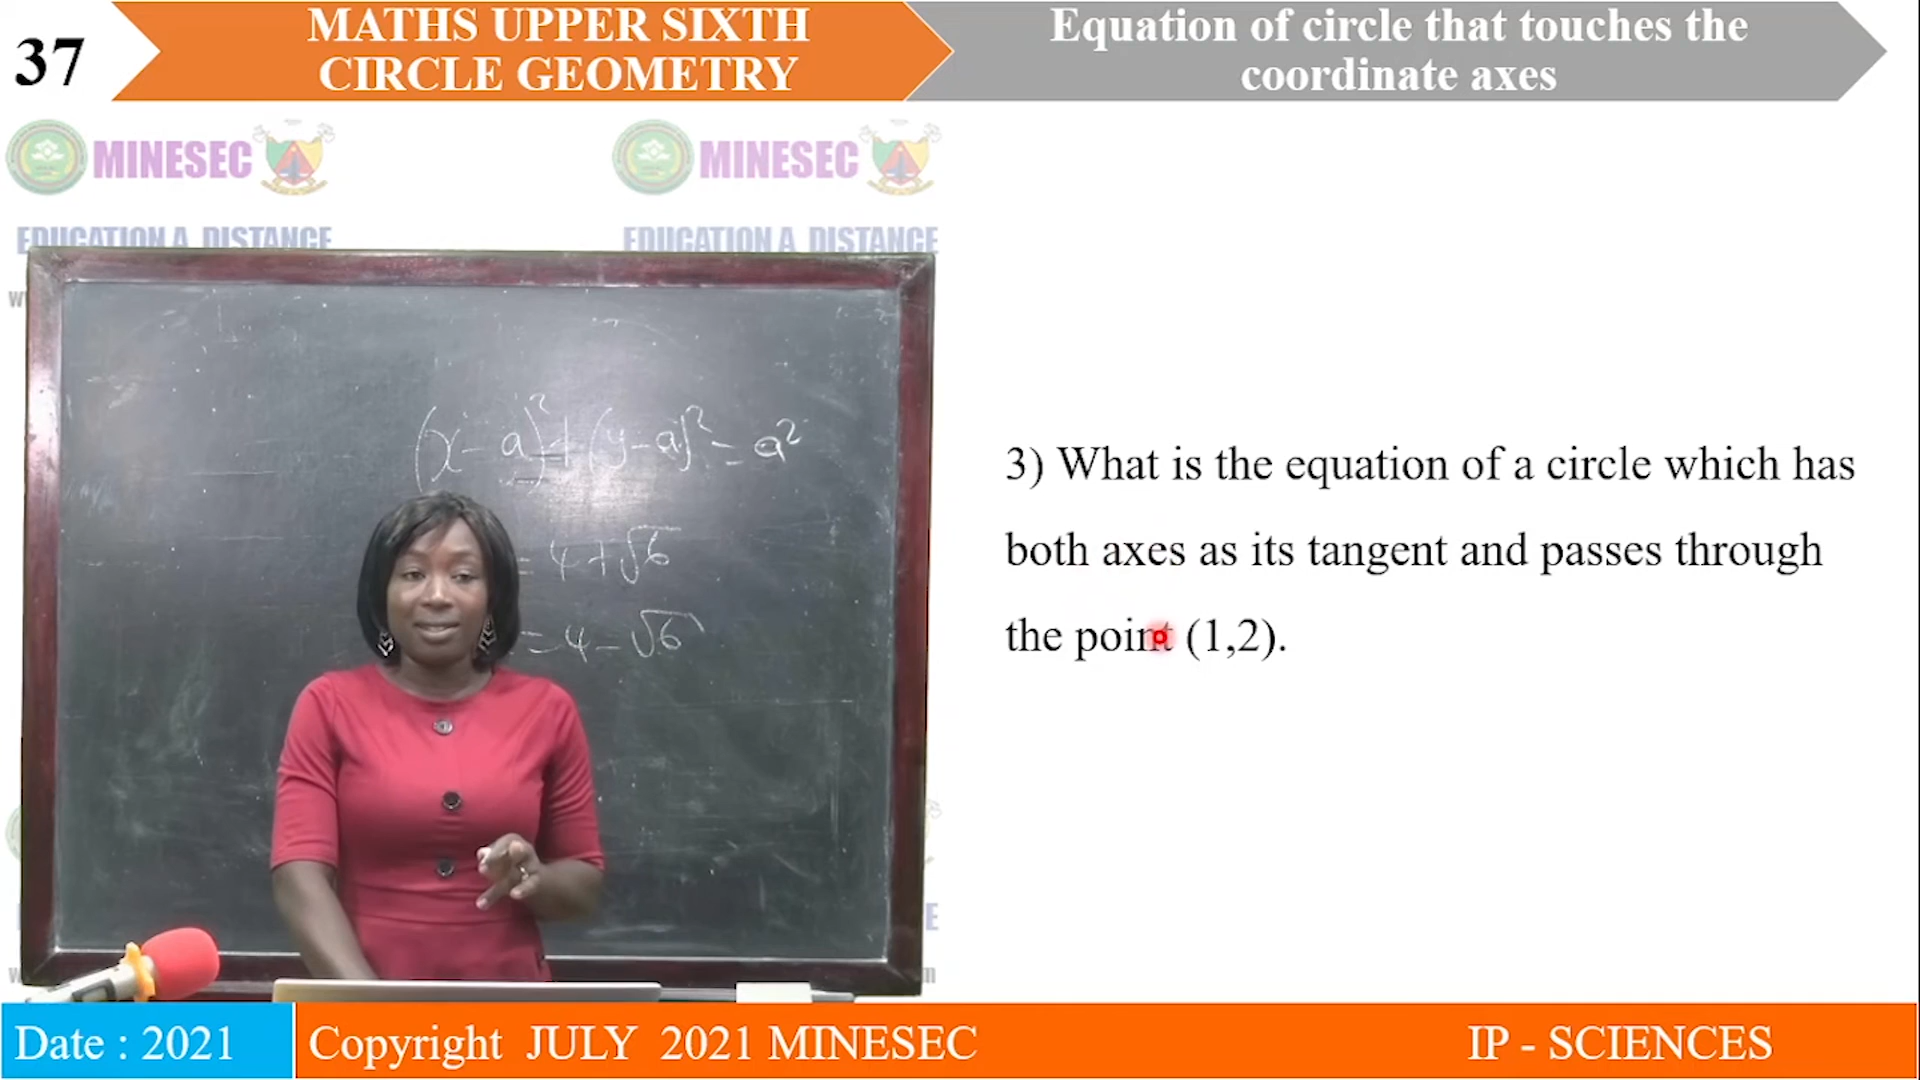 37
MATHS UPPER SIXTH
CIRCLE GEOMETRY
Equation of circle that touches the
coordinate axes
MINESEC
MINESEC
EDUCATION A DISTANCE
EDUCATION A DISTANCE
(x-a)²+(y-a)²=a²
= 4+√6
= 4-√6
3) What is the equation of a circle which has
both axes as its tangent and passes through
the point (1,2).
Date : 2021
Copyright JULY 2021 MINESEC
IP - SCIENCES